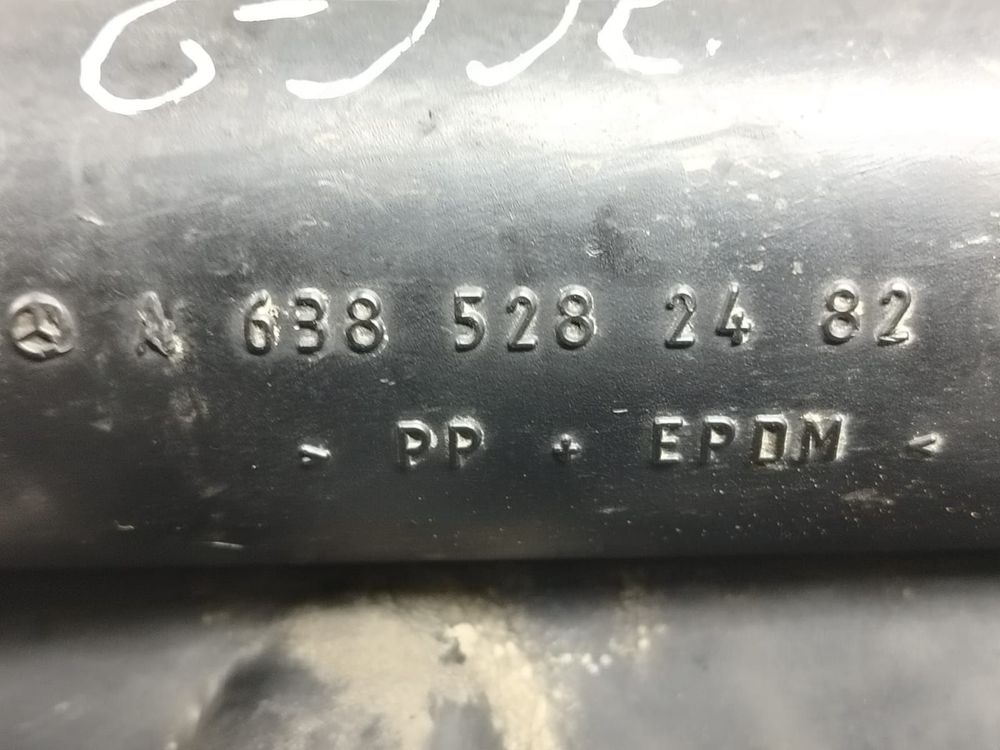 A 638 528 24 82
> PP + EPDM <